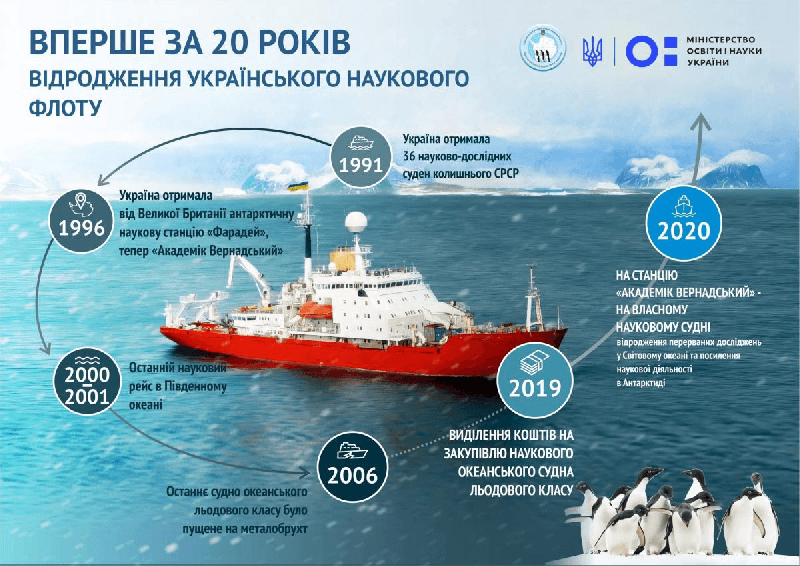 ВПЕРШЕ ЗА 20 РОКІВ
ВІДРОДЖЕННЯ УКРАЇНСЬКОГО НАУКОВОГО
ФЛОТУ
МІНІСТЕРСТВО
ОСВІТИ І НАУКИ
УКРАЇНИ
1991
Україна отримала
36 науково-дослідних
суден колишнього СРСР
1996
Україна отримала
від Великої Британії антарктичну
наукову станцію «Фарадей»,
тепер «Академік Вернадський»
2000
2001
Останній науковий
рейс в Південному
океані
2006
Останнє судно океанського
льодового класу було
пущене на металобрухт
2019
ВИДІЛЕННЯ КОШТІВ НА
ЗАКУПІВЛЮ НАУКОВОГО
ОКЕАНСЬКОГО СУДНА
ЛЬОДОВОГО КЛАСУ
2020
НА СТАНЦІЮ
«АКАДЕМІК ВЕРНАДСЬКИЙ» -
НА ВЛАСНОМУ
НАУКОВОМУ СУДНІ
відродження перерваних досліджень
у Світовому океані та посилення
наукової діяльності
в Антарктиді